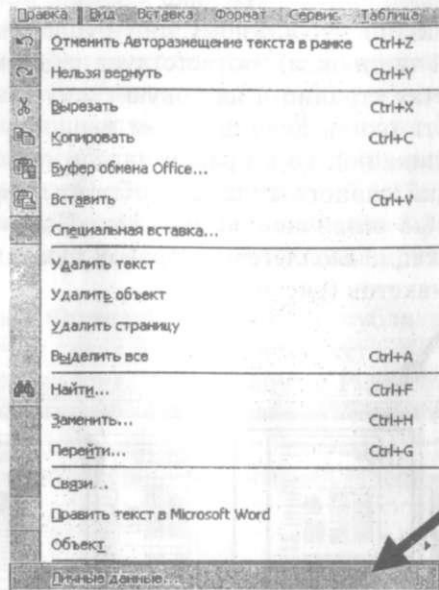 Правка Вид Вставка Формат Сервис Таблица
Отменить Авторазмещение текста в рамке Ctrl+Z
Нельзя вернуть Ctrl+Y
Вырезать Ctrl+X
Копировать Ctrl+C
Буфер обмена Office...
Вставить Ctrl+V
Специальная вставка...
Удалить текст
Удалить объект
Удалить страницу
Выделить все Ctrl+A
Найти... Ctrl+F
Заменить... Ctrl+H
Перейти... Ctrl+G
Связи...
Править текст в Microsoft Word
Объект
Личные данные...